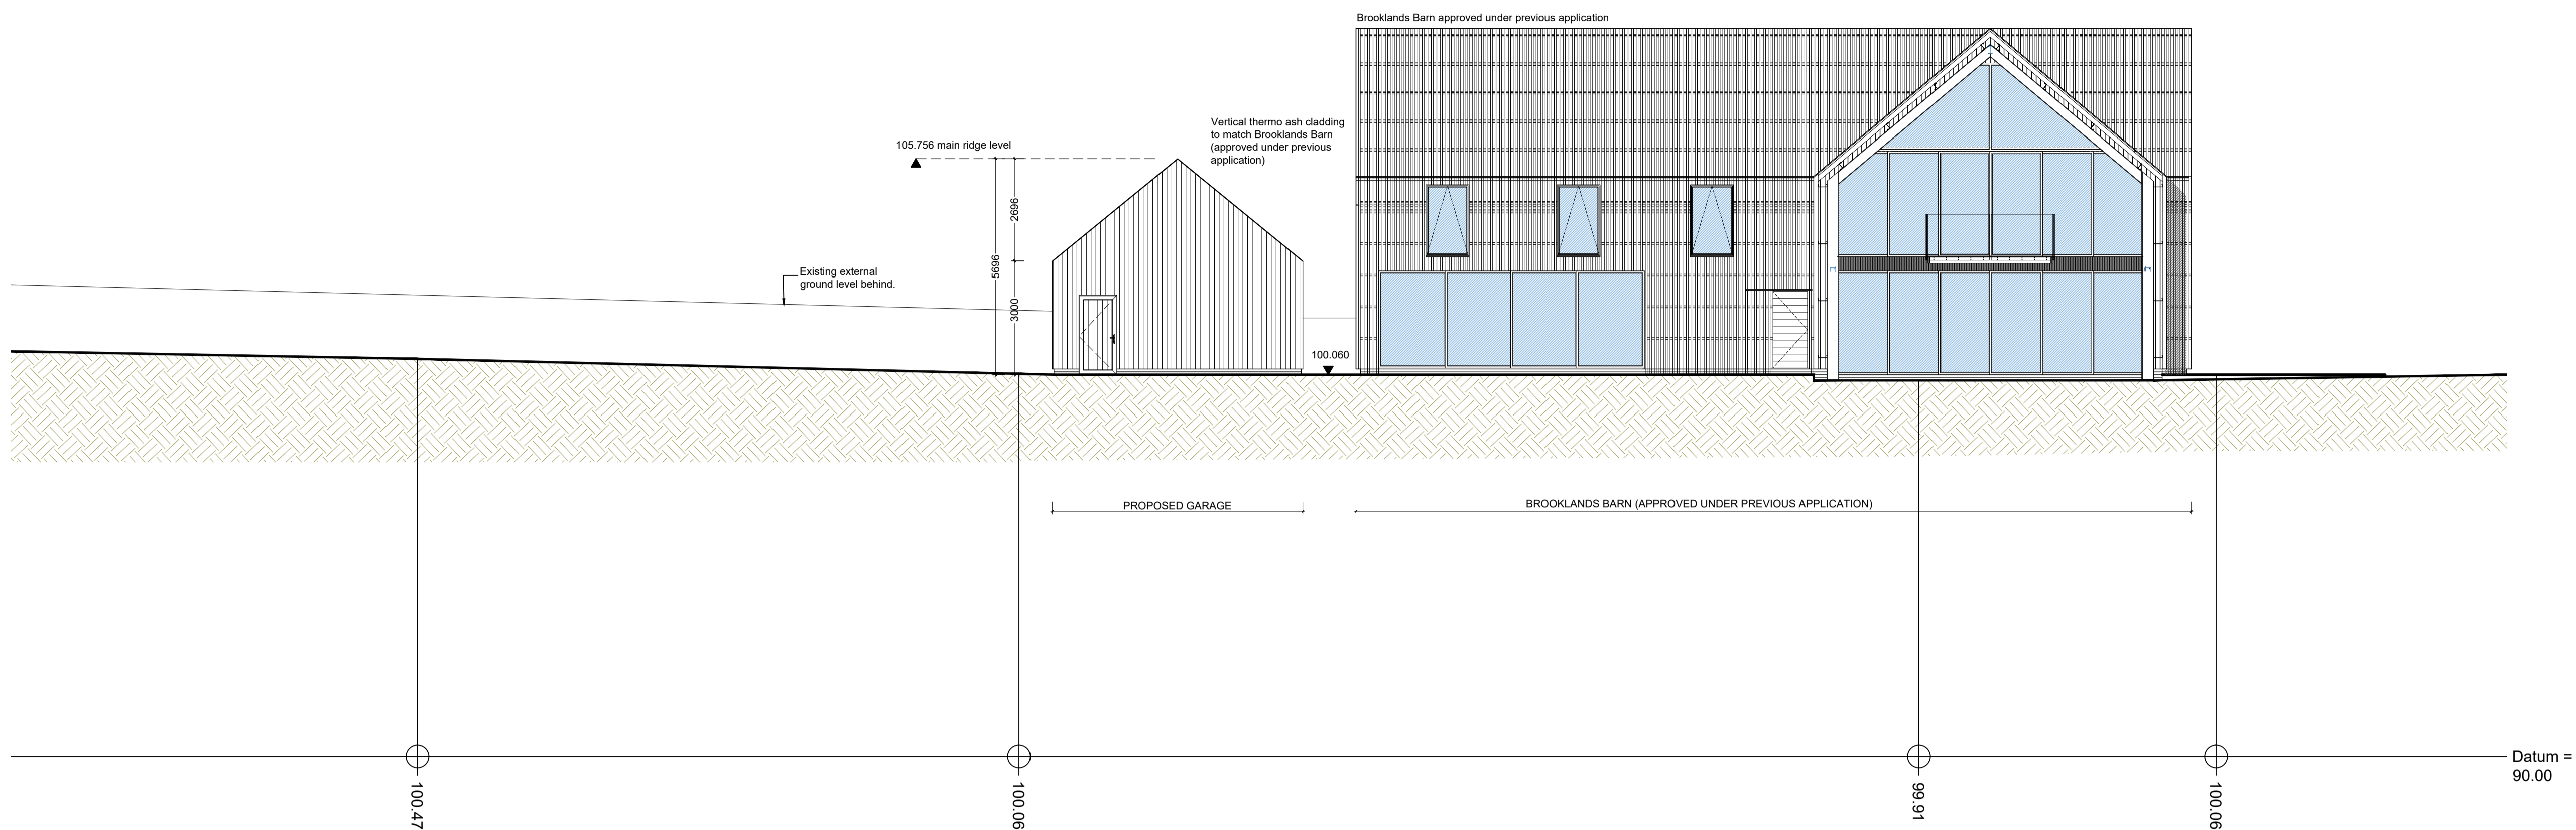 Brooklands Barn approved under previous application
Vertical thermo ash cladding
to match Brooklands Barn
(approved under previous
application)
105.756 main ridge level
2696
5696
3000
Existing external
ground level behind.
100.060
PROPOSED GARAGE
BROOKLANDS BARN (APPROVED UNDER PREVIOUS APPLICATION)
Datum =
90.00
100.47
100.06
99.91
100.06